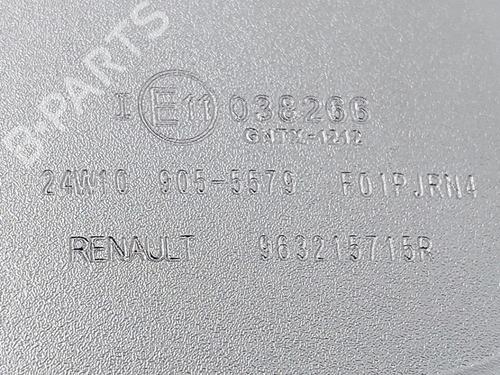 B-PARTS
I E11 038266
GNTX-1212
24W10 905-5579 F01PJRN4
RENAULT 963215715R